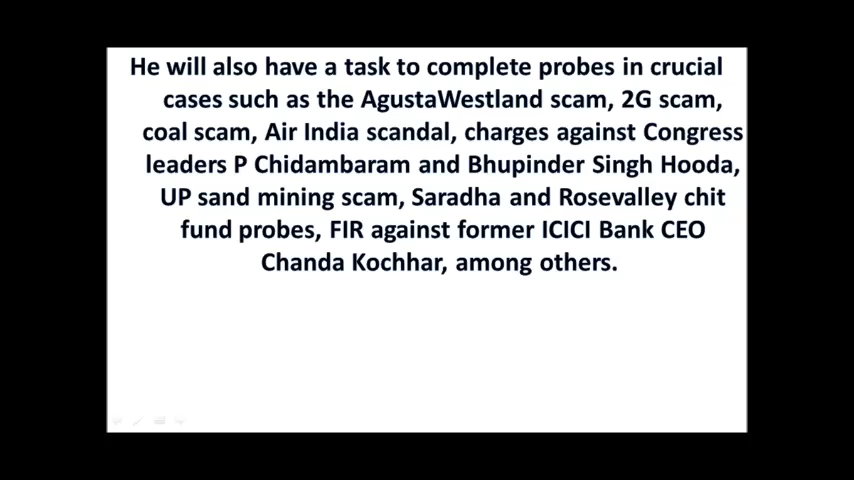 He will also have a task to complete probes in crucial
cases such as the AgustaWestland scam, 2G scam,
coal scam, Air India scandal, charges against Congress
leaders P Chidambaram and Bhupinder Singh Hooda,
UP sand mining scam, Saradha and Rosevalley chit
fund probes, FIR against former ICICI Bank CEO
Chanda Kochhar, among others.